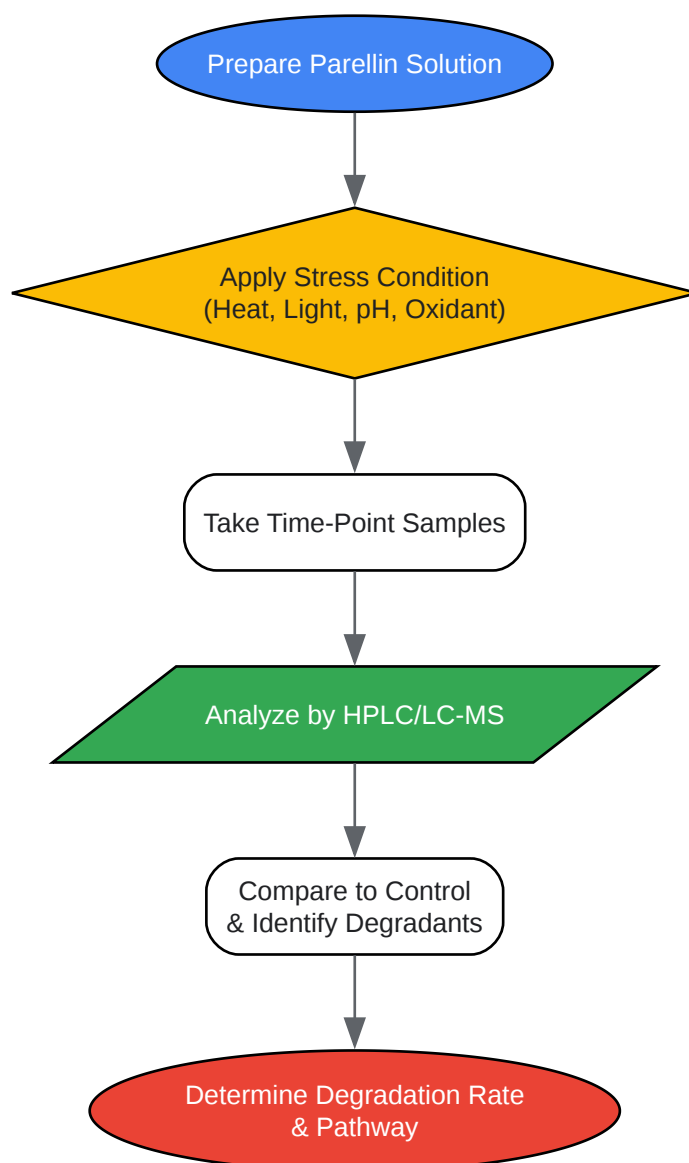 Prepare Parellin Solution
Apply Stress Condition
(Heat, Light, pH, Oxidant)
Take Time-Point Samples
Analyze by HPLC/LC-MS
Compare to Control
& Identify Degradants
Determine Degradation Rate
& Pathway